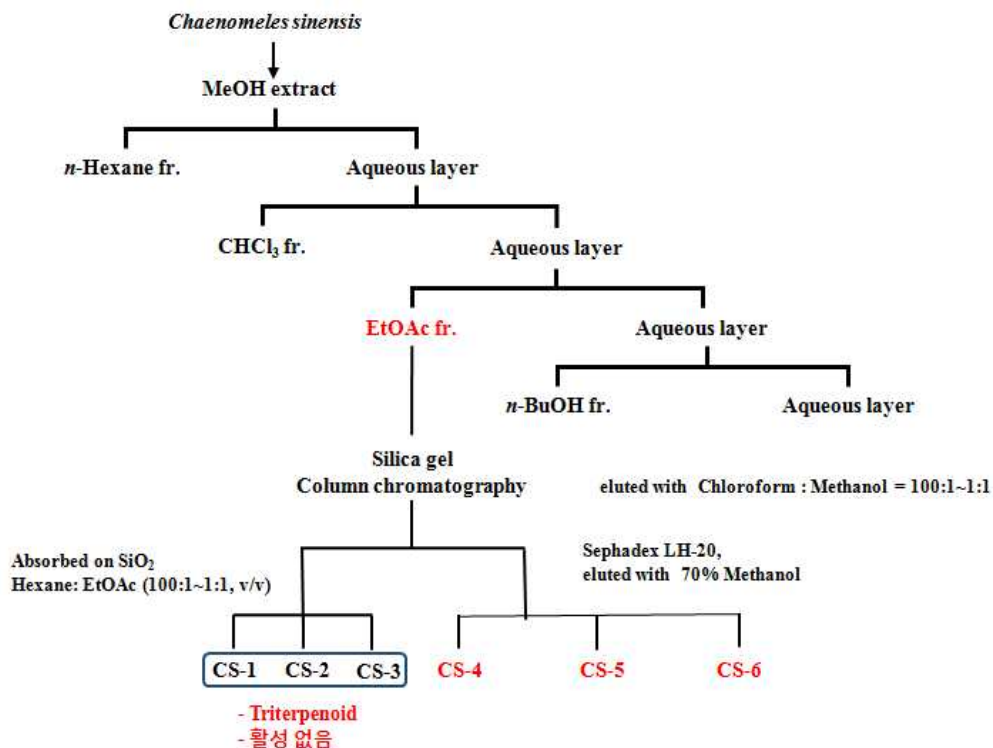 Chaenomeles sinensis
MeOH extract
n-Hexane fr.
Aqueous layer
CHCl₃ fr.
Aqueous layer
EtOAc fr.
Aqueous layer
n-BuOH fr.
Aqueous layer
Silica gel
Column chromatography
eluted with Chloroform : Methanol = 100:1~1:1
Absorbed on SiO₂
Hexane: EtOAc (100:1~1:1, v/v)
Sephadex LH-20,
eluted with 70% Methanol
CS-1
CS-2
CS-3
CS-4
CS-5
CS-6
- Triterpenoid
- 활성 없음